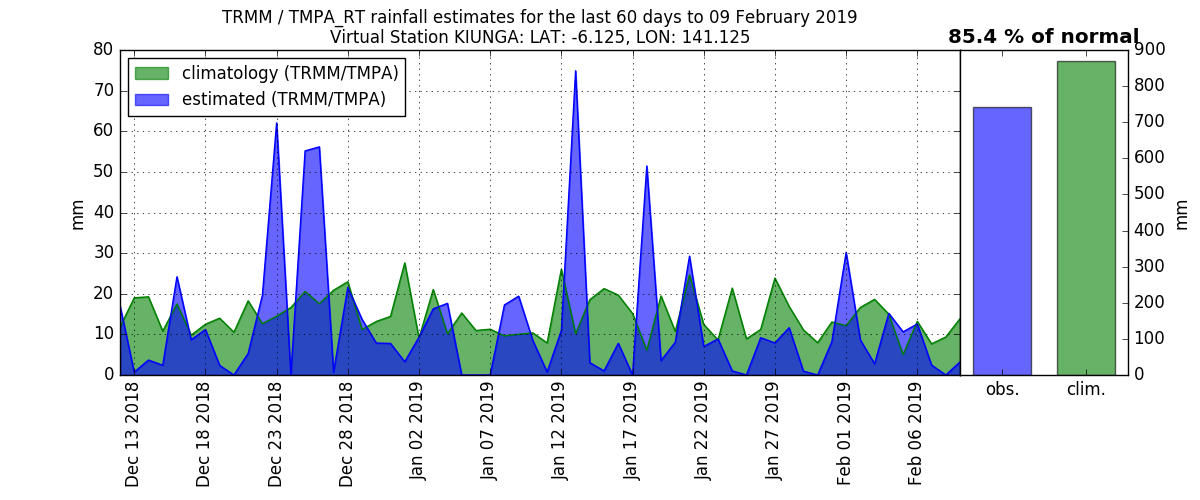 TRMM / TMPA_RT rainfall estimates for the last 60 days to 09 February 2019
Virtual Station KIUNGA: LAT: -6.125, LON: 141.125
85.4 % of normal
climatology (TRMM/TMPA)
estimated (TRMM/TMPA)
mm
80
70
60
50
40
30
20
10
0
Dec 13 2018
Dec 18 2018
Dec 23 2018
Dec 28 2018
Jan 02 2019
Jan 07 2019
Jan 12 2019
Jan 17 2019
Jan 22 2019
Jan 27 2019
Feb 01 2019
Feb 06 2019
obs.
clim.
900
800
700
600
500
400
300
200
100
0
mm